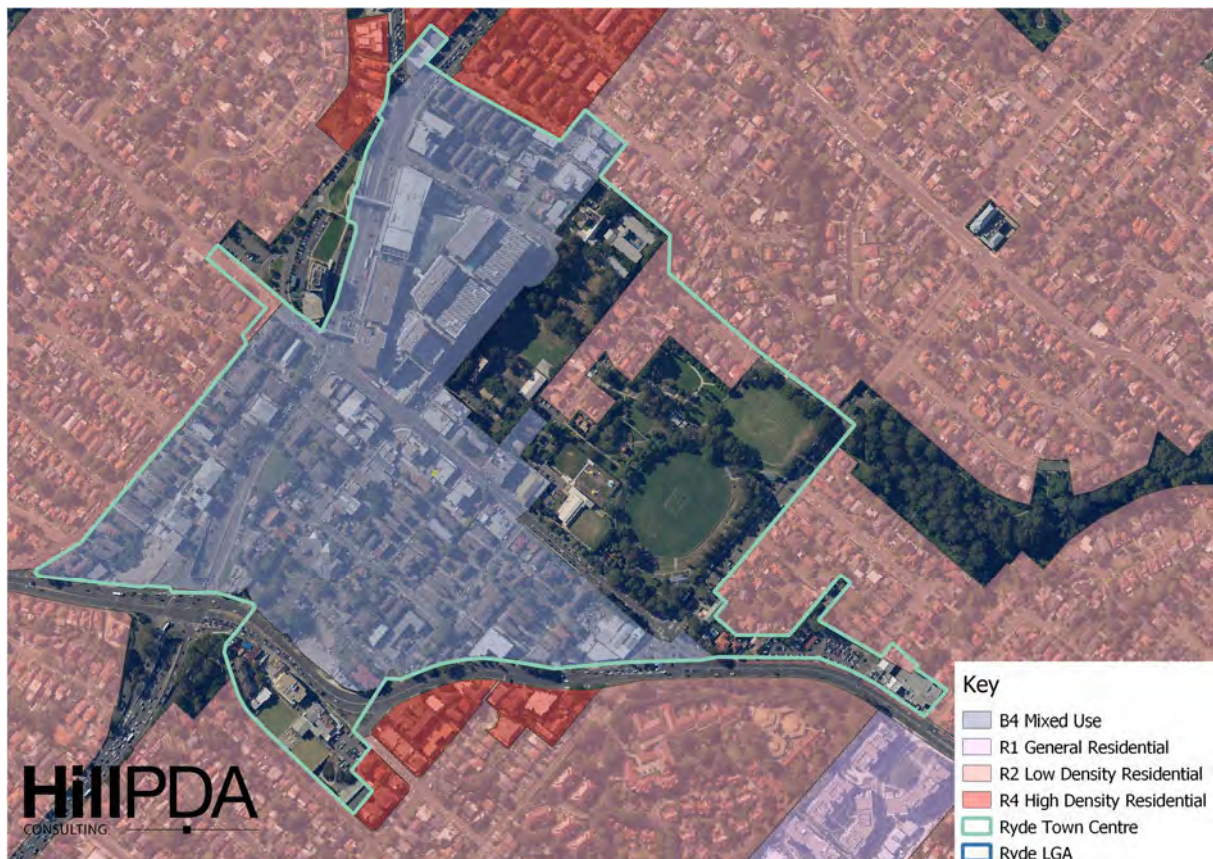 Key
B4 Mixed Use
R1 General Residential
R2 Low Density Residential
R4 High Density Residential
Ryde Town Centre
Ryde LGA
HillPDA
CONSULTING